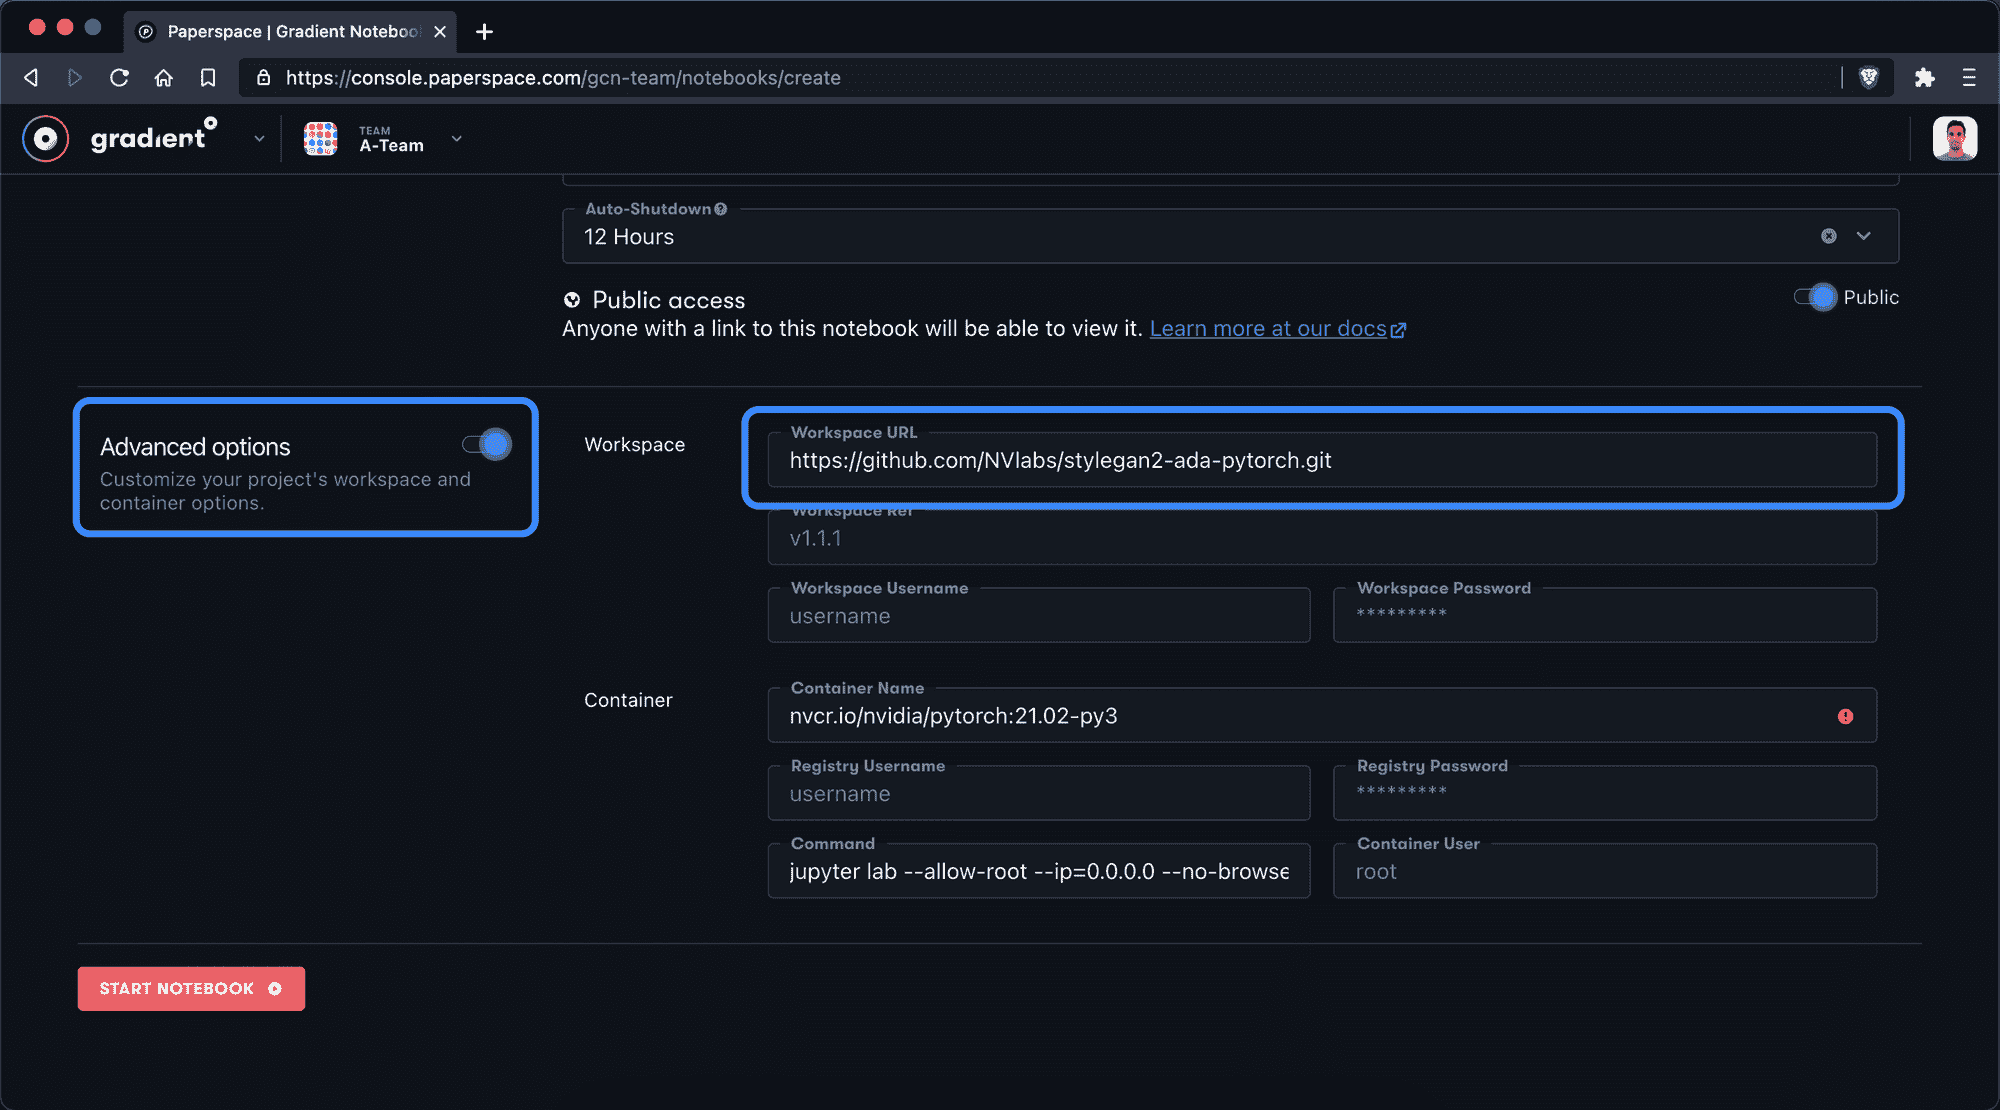 Paperspace | Gradient Noteboo
https://console.paperspace.com/gcn-team/notebooks/create
gradient
TEAM
A-Team
Auto-Shutdown
12 Hours
Public access
Public
Anyone with a link to this notebook will be able to view it. Learn more at our docs
Advanced options
Customize your project's workspace and
container options.
Workspace
Workspace URL
https://github.com/NVlabs/stylegan2-ada-pytorch.git
Workspace Ref
v1.1.1
Workspace Username
username
Workspace Password
*********
Container
Container Name
nvcr.io/nvidia/pytorch:21.02-py3
Registry Username
username
Registry Password
*********
Command
jupyter lab --allow-root --ip=0.0.0.0 --no-browse
Container User
root
START NOTEBOOK